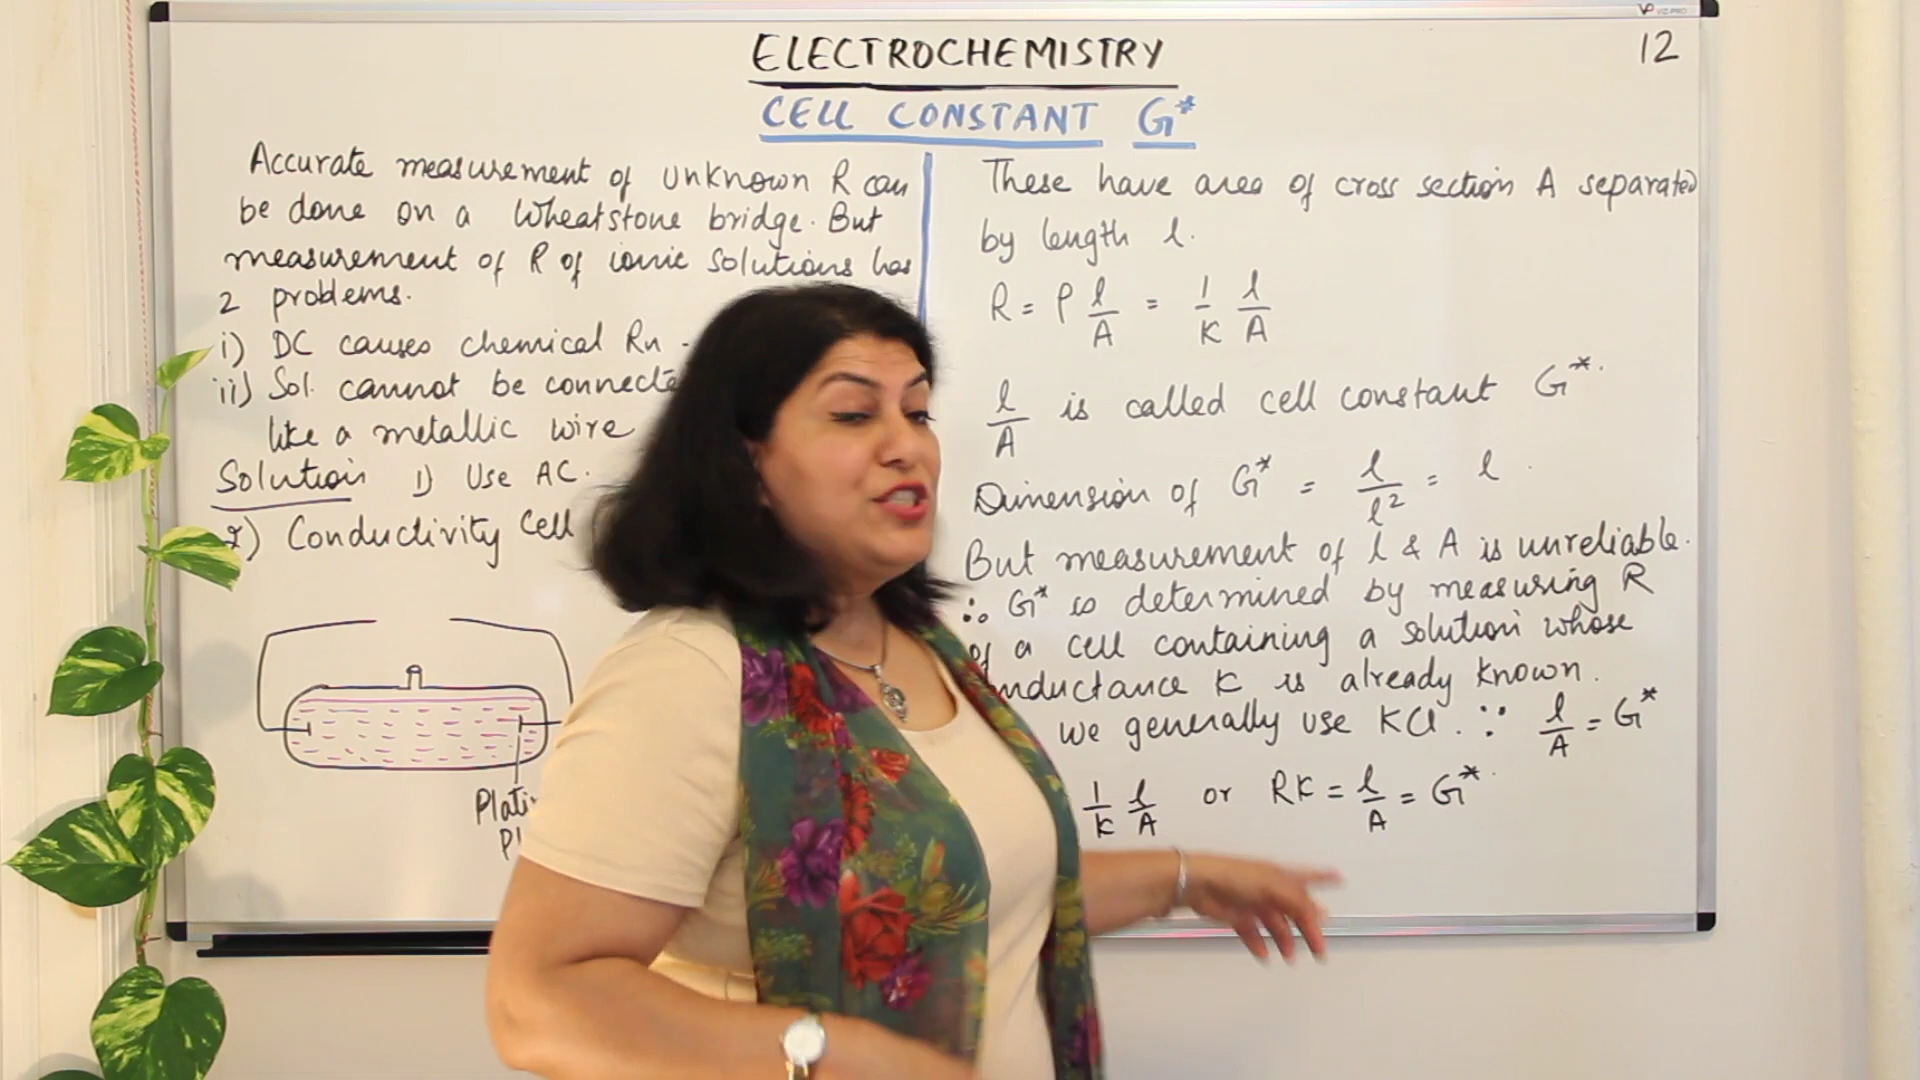 VIZ-PRO
ELECTROCHEMISTRY
12
CELL CONSTANT G*
Accurate measurement of unknown R can
be done on a Wheatstone bridge. But
measurement of R of ionic solutions has
2 problems.
i) DC causes chemical Rn.
ii) Sol. cannot be connecte
like a metallic wire
Solution 1) Use AC.
2) Conductivity Cell
Plati
Pl
These have area of cross section A separated
by length l.
R = ρ l/A = 1/K l/A
l/A is called cell constant G*.
Dimension of G* = l/l² = l
But measurement of l & A is unreliable.
∴ G* is determined by measuring R
of a cell containing a solution whose
nductance K is already known.
we generally use KCl. ∵ l/A = G*
1/K l/A or RK = l/A = G*